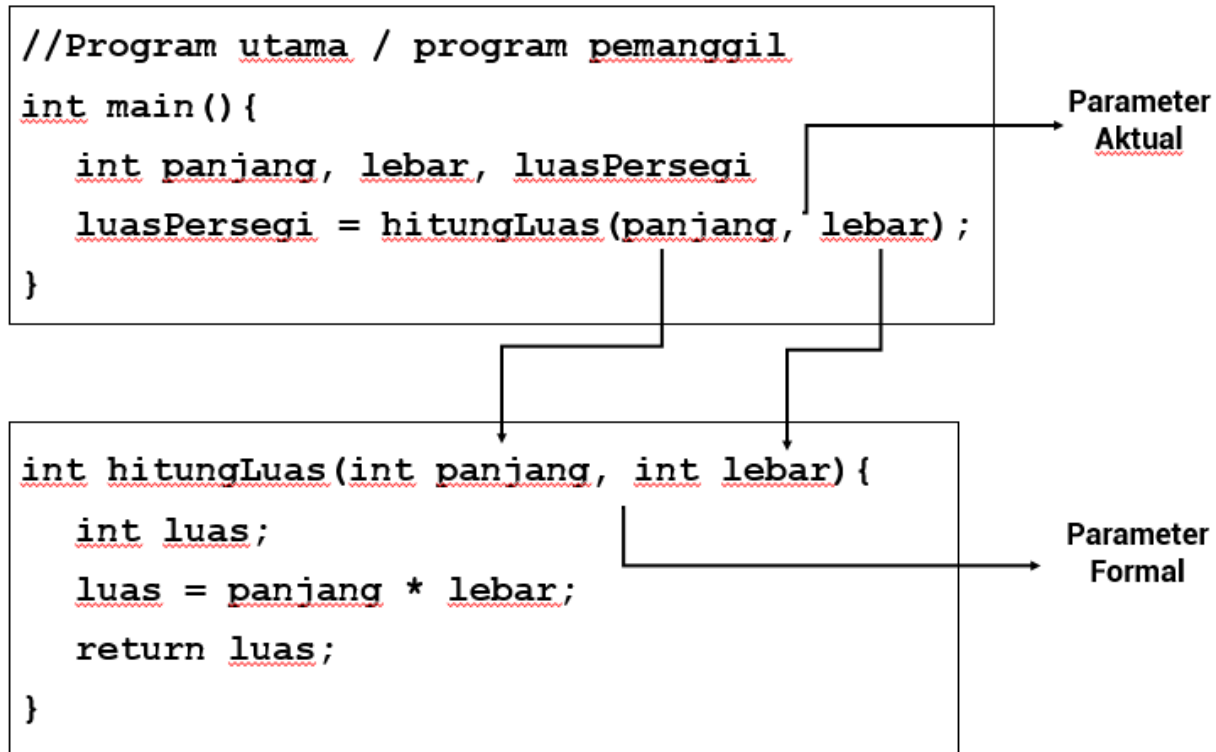 //Program utama / program pemanggil
int main(){
int panjang, lebar, luasPersegi
luasPersegi = hitungLuas(panjang, lebar);
}
Parameter
Aktual
int hitungLuas(int panjang, int lebar){
int luas;
luas = panjang * lebar;
return luas;
}
Parameter
Formal